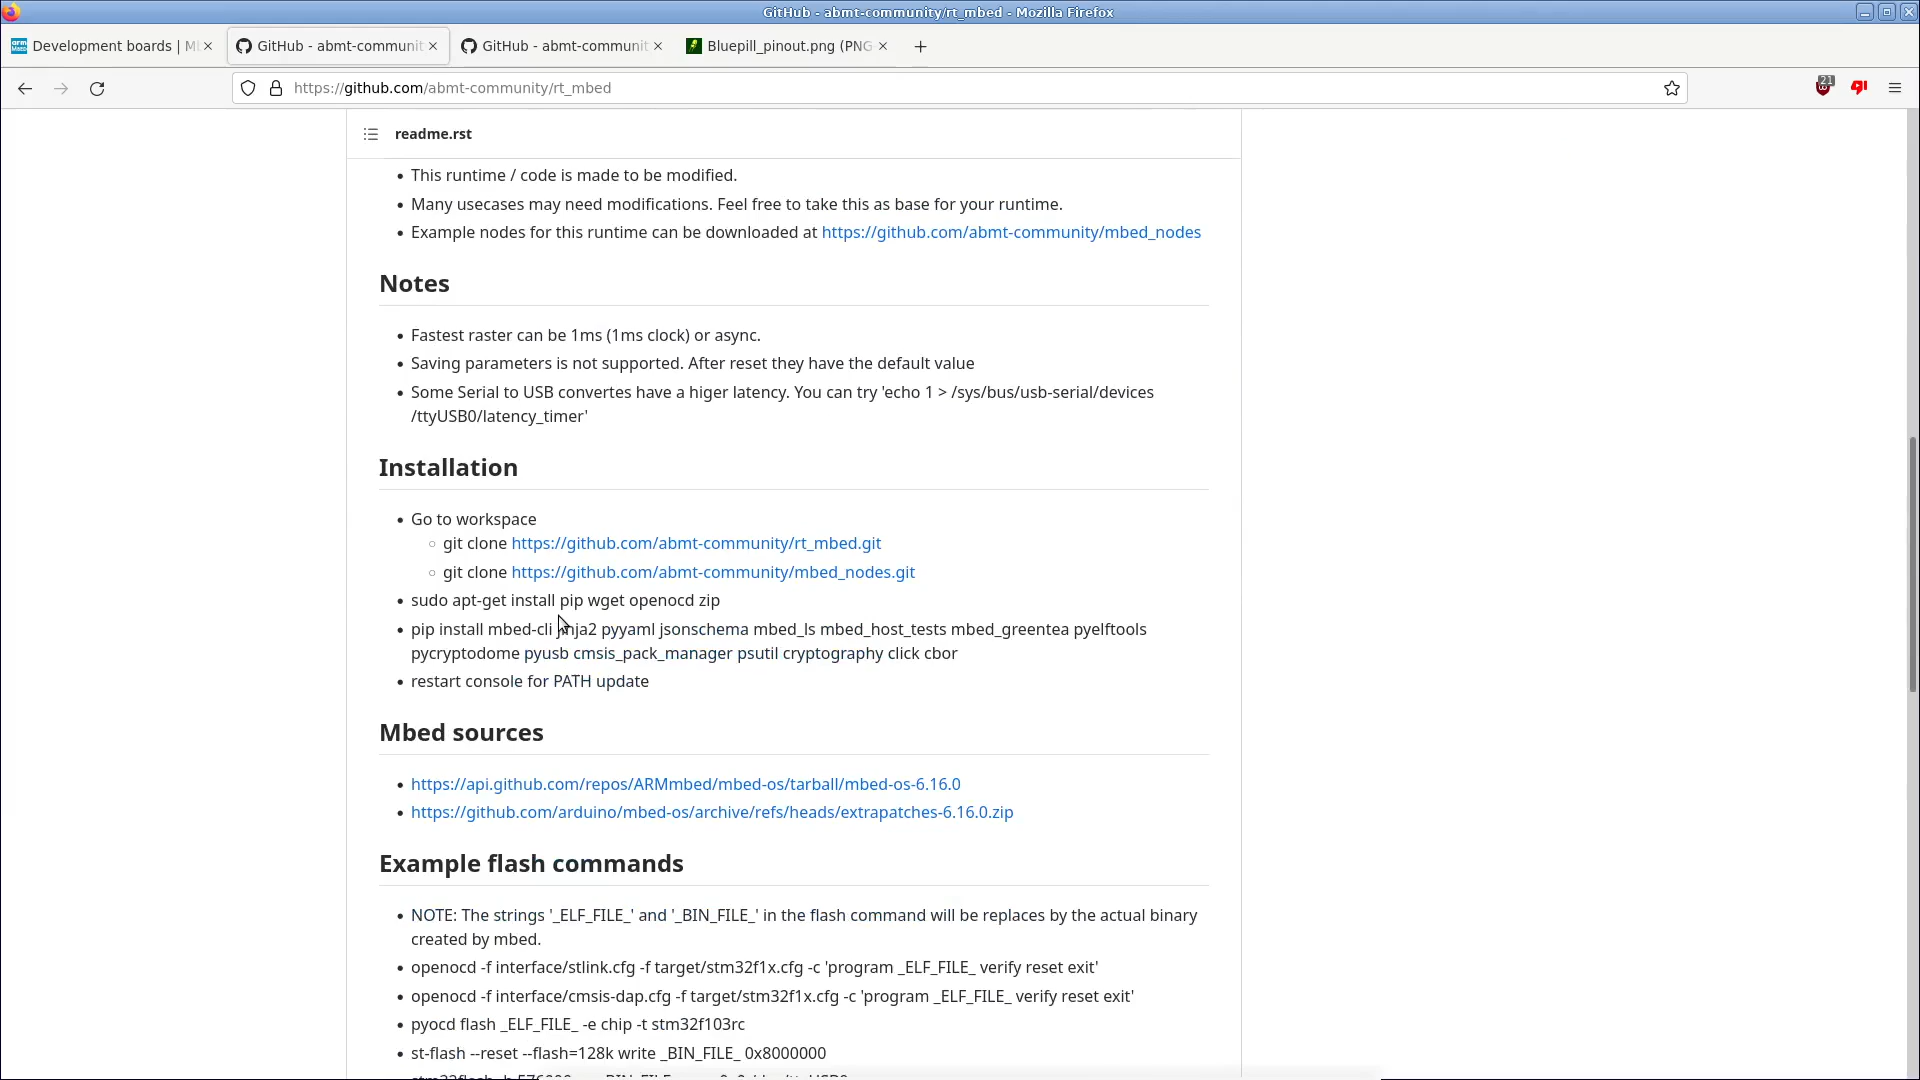 GitHub - abmt-community/rt_mbed - Mozilla Firefox
Development boards | M
GitHub - abmt-communit
GitHub - abmt-communit
Bluepill_pinout.png (PNG
https://github.com/abmt-community/rt_mbed
21
readme.rst
This runtime / code is made to be modified.
Many usecases may need modifications. Feel free to take this as base for your runtime.
Example nodes for this runtime can be downloaded at https://github.com/abmt-community/mbed_nodes
Notes
Fastest raster can be 1ms (1ms clock) or async.
Saving parameters is not supported. After reset they have the default value
Some Serial to USB convertes have a higer latency. You can try 'echo 1 > /sys/bus/usb-serial/devices
/ttyUSB0/latency_timer'
Installation
Go to workspace
git clone https://github.com/abmt-community/rt_mbed.git
git clone https://github.com/abmt-community/mbed_nodes.git
sudo apt-get install pip wget openocd zip
pip install mbed-cli jinja2 pyyaml jsonschema mbed_ls mbed_host_tests mbed_greentea pyelftools
pycryptodome pyusb cmsis_pack_manager psutil cryptography click cbor
restart console for PATH update
Mbed sources
https://api.github.com/repos/ARMmbed/mbed-os/tarball/mbed-os-6.16.0
https://github.com/arduino/mbed-os/archive/refs/heads/extrapatches-6.16.0.zip
Example flash commands
NOTE: The strings '_ELF_FILE_' and '_BIN_FILE_' in the flash command will be replaces by the actual binary
created by mbed.
openocd -f interface/stlink.cfg -f target/stm32f1x.cfg -c 'program _ELF_FILE_ verify reset exit'
openocd -f interface/cmsis-dap.cfg -f target/stm32f1x.cfg -c 'program _ELF_FILE_ verify reset exit'
pyocd flash _ELF_FILE_ -e chip -t stm32f103rc
st-flash --reset --flash=128k write _BIN_FILE_ 0x8000000